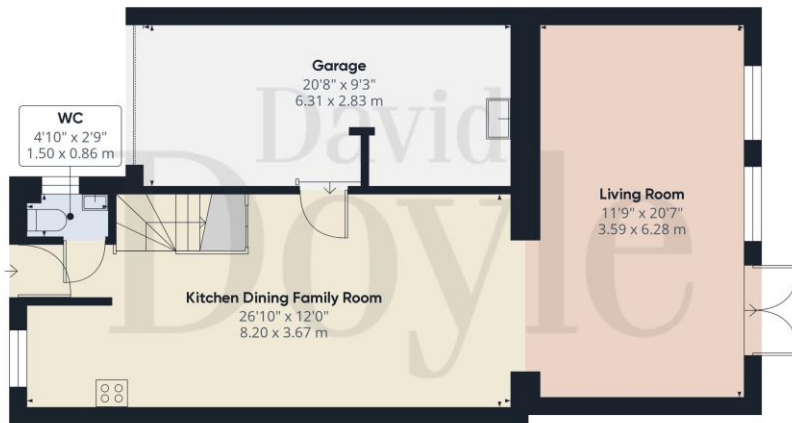 Garage
20'8" x 9'3"
6.31 x 2.83 m
WC
4'10" x 2'9"
1.50 x 0.86 m
David
Doyle
Living Room
11'9" x 20'7"
3.59 x 6.28 m
Kitchen Dining Family Room
26'10" x 12'0"
8.20 x 3.67 m